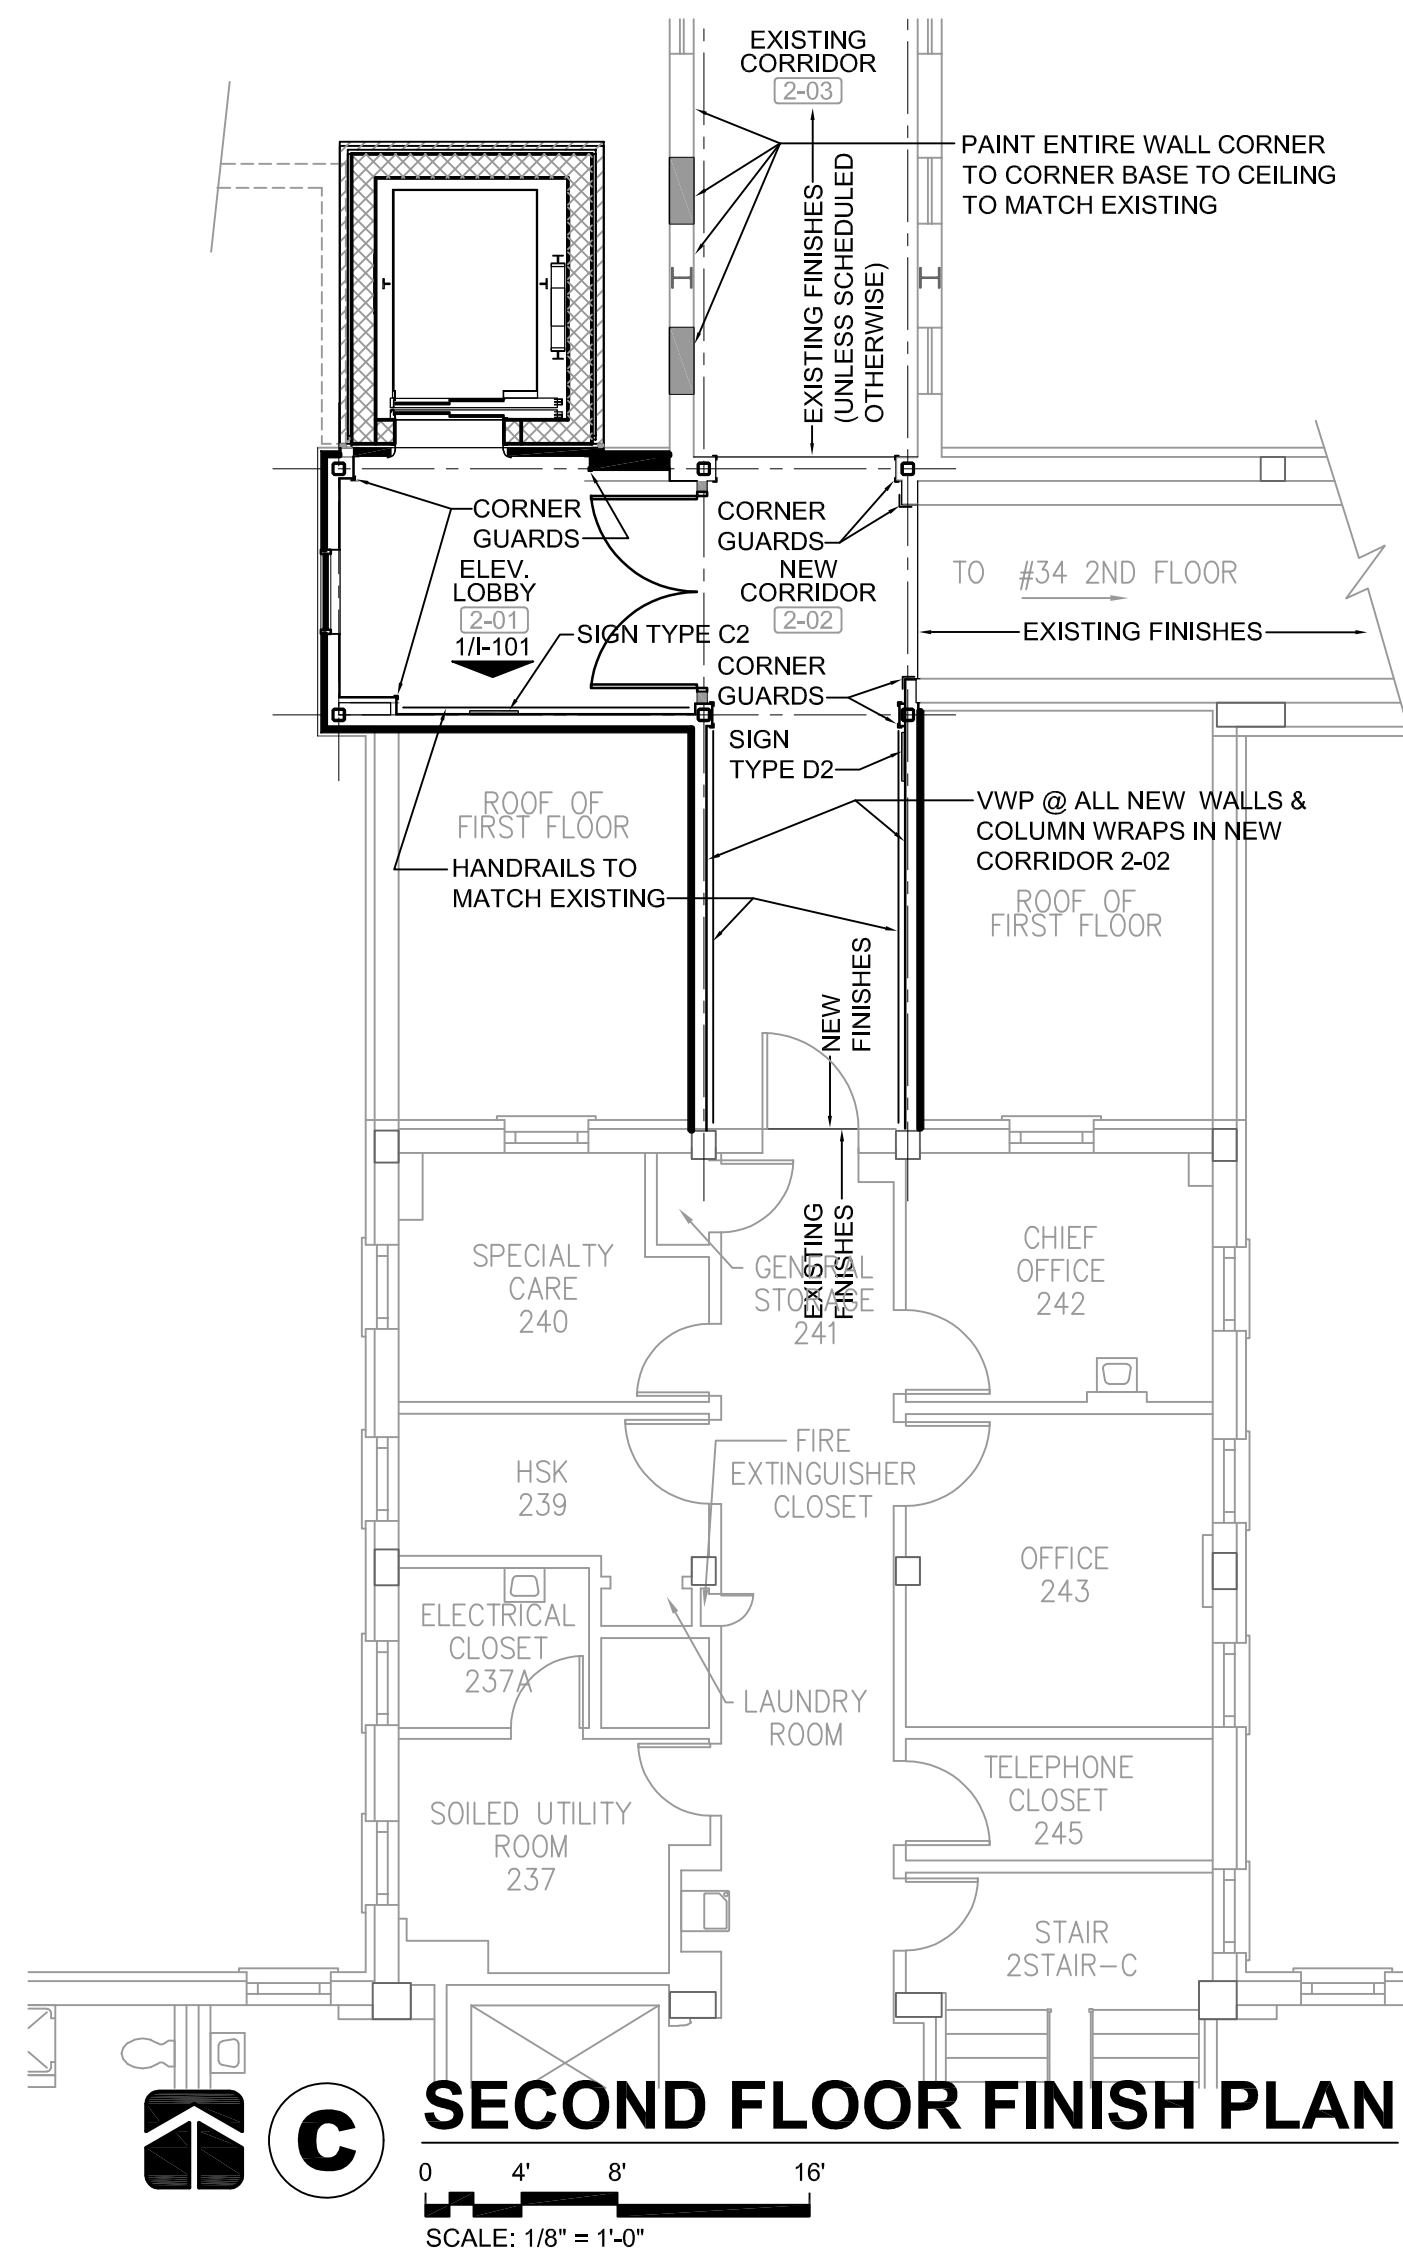 EXISTING
CORRIDOR
2-03
PAINT ENTIRE WALL CORNER
TO CORNER BASE TO CEILING
TO MATCH EXISTING
EXISTING FINISHES
(UNLESS SCHEDULED
OTHERWISE)
CORNER
GUARDS
ELEV.
LOBBY
2-01
1/I-101
SIGN TYPE C2
CORNER
GUARDS
NEW
CORRIDOR
2-02
CORNER
GUARDS
TO #34 2ND FLOOR
EXISTING FINISHES
SIGN
TYPE D2
ROOF OF
FIRST FLOOR
HANDRAILS TO
MATCH EXISTING
VWP @ ALL NEW WALLS &
COLUMN WRAPS IN NEW
CORRIDOR 2-02
ROOF OF
FIRST FLOOR
NEW
FINISHES
EXISTING
FINISHES
SPECIALTY
CARE
240
GENERAL
STORAGE
241
CHIEF
OFFICE
242
HSK
239
FIRE
EXTINGUISHER
CLOSET
OFFICE
243
ELECTRICAL
CLOSET
237A
LAUNDRY
ROOM
TELEPHONE
CLOSET
245
SOILED UTILITY
ROOM
237
STAIR
2STAIR-C
C
SECOND FLOOR FINISH PLAN
0 4' 8' 16'
SCALE: 1/8" = 1'-0"